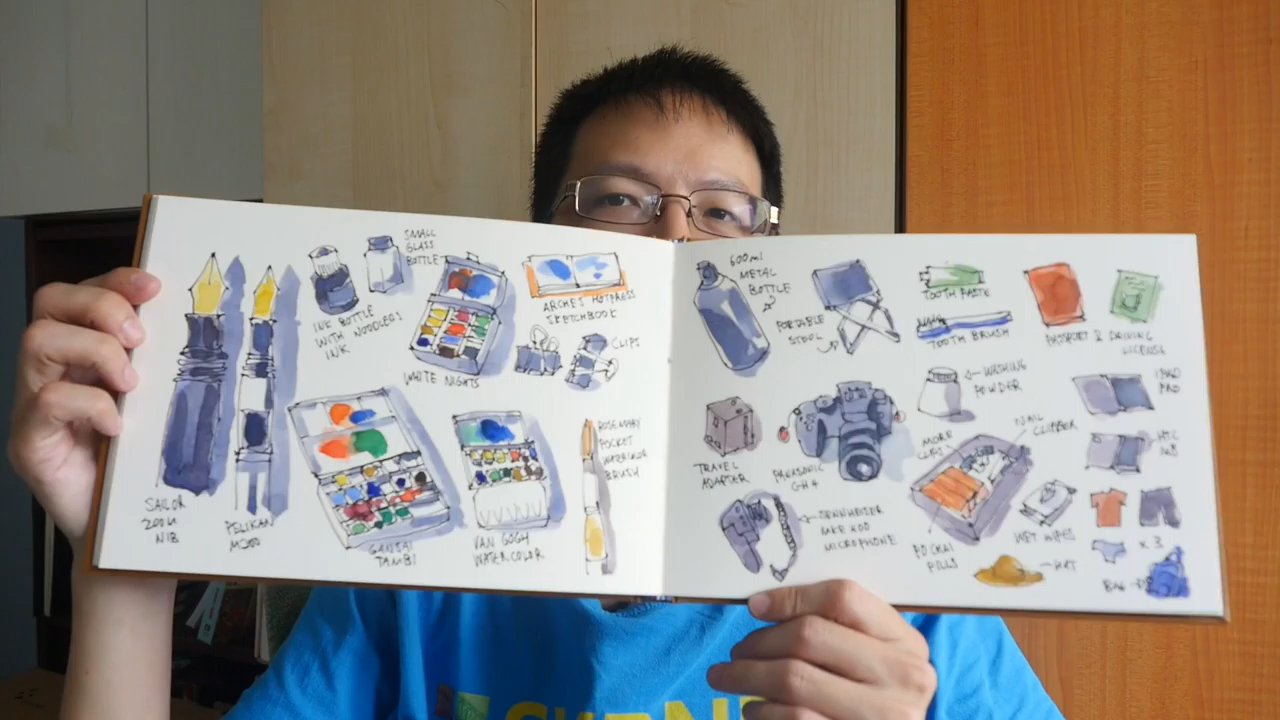 SMALL
GLASS
BOTTLE
INK BOTTLE
WITH NOODLERS
INK
WHITE NIGHTS
ARCHES HOTPRESS
SKETCHBOOK
CLIPS
SAILOR
ZOOM
NIB
PELIKAN
M200
GANSAI
TAMBI
VAN GOGH
WATERCOLOR
ROSEMARY
POCKET
WATERCOLOR
BRUSH
600ml
METAL
BOTTLE
PORTABLE
STOOL
TOOTH PASTE
TOOTH BRUSH
PASSPORT & DRIVING
LICENSE
WASHING
POWDER
IPAD
PRO
TRAVEL
ADAPTER
PANASONIC
GH4
MORE
CLIPS
NAIL
CLIPPER
HTC
M8
SENNHEISER
MKE 400
MICROPHONE
PO CHAI
PILLS
WET WIPES
HAT
x 3
BAG